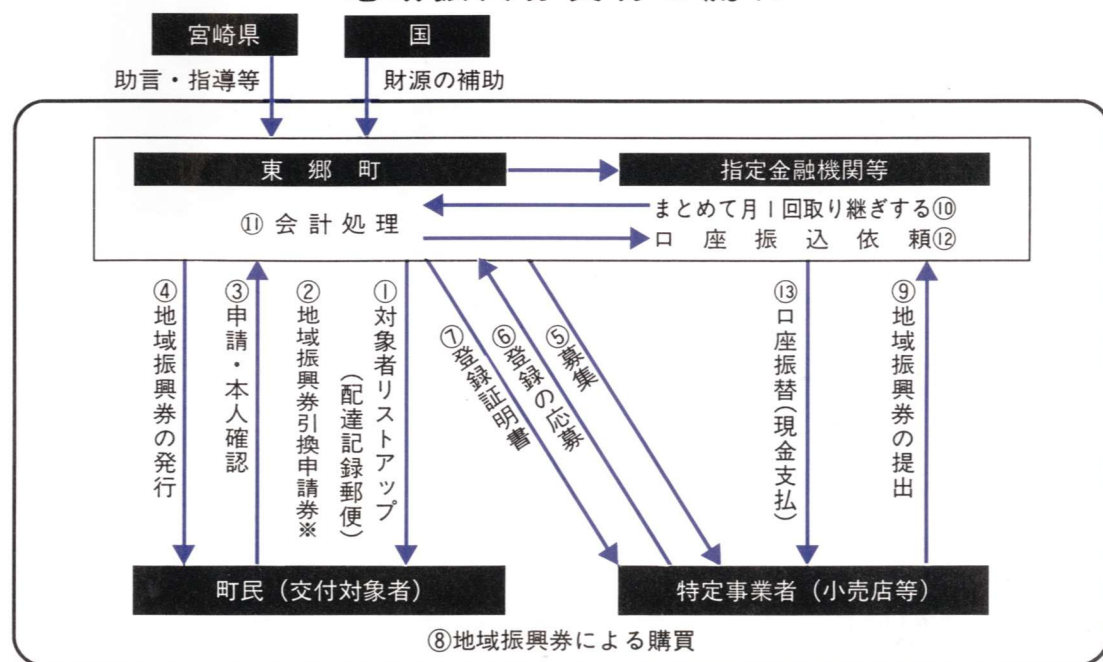 宮崎県
国
助言・指導等
財源の補助
東郷町
指定金融機関等
まとめて月1回取り継ぎする⑩
⑪会計処理
口座振込依頼⑫
④地域振興券の発行
③申請・本人確認
②地域振興券引換申請券※
①対象者リストアップ
(配達記録郵便)
⑦登録証明書
⑥登録の応募
⑤募集
⑬口座振替(現金支払)
⑨地域振興券の提出
町民(交付対象者)
特定事業者(小売店等)
⑧地域振興券による購買